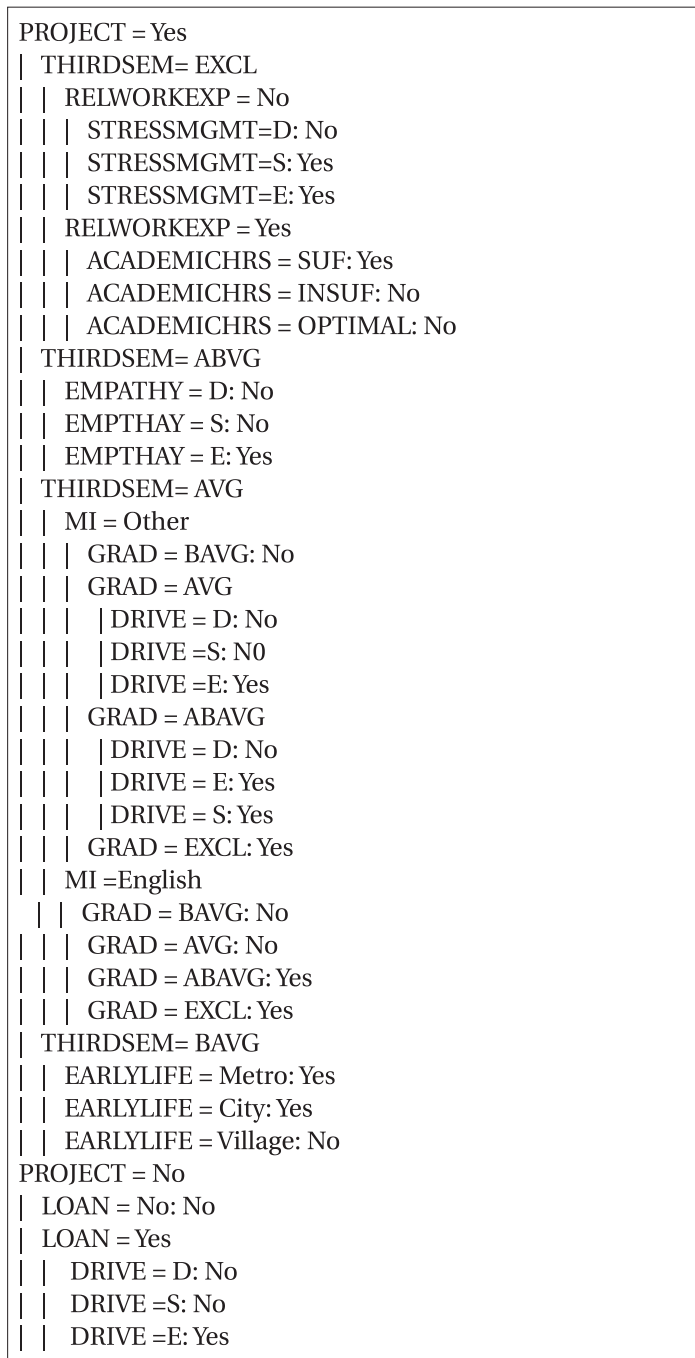 PROJECT = Yes
| THIRDSEM= EXCL
| | RELWORKEXP = No
| | | STRESSMGMT=D: No
| | | STRESSMGMT=S: Yes
| | | STRESSMGMT=E: Yes
| | RELWORKEXP = Yes
| | | ACADEMICHRS = SUF: Yes
| | | ACADEMICHRS = INSUF: No
| | | ACADEMICHRS = OPTIMAL: No
| THIRDSEM= ABVG
| | EMPATHY = D: No
| | EMPTHAY = S: No
| | EMPTHAY = E: Yes
| THIRDSEM= AVG
| | MI = Other
| | | GRAD = BAVG: No
| | | GRAD = AVG
| | | | DRIVE = D: No
| | | | DRIVE =S: N0
| | | | DRIVE =E: Yes
| | | GRAD = ABAVG
| | | | DRIVE = D: No
| | | | DRIVE = E: Yes
| | | | DRIVE = S: Yes
| | | GRAD = EXCL: Yes
| | MI =English
| | GRAD = BAVG: No
| | | GRAD = AVG: No
| | | GRAD = ABAVG: Yes
| | | GRAD = EXCL: Yes
| THIRDSEM= BAVG
| | EARLYLIFE = Metro: Yes
| | EARLYLIFE = City: Yes
| | EARLYLIFE = Village: No
PROJECT = No
| LOAN = No: No
| LOAN = Yes
| | DRIVE = D: No
| | DRIVE =S: No
| | DRIVE =E: Yes